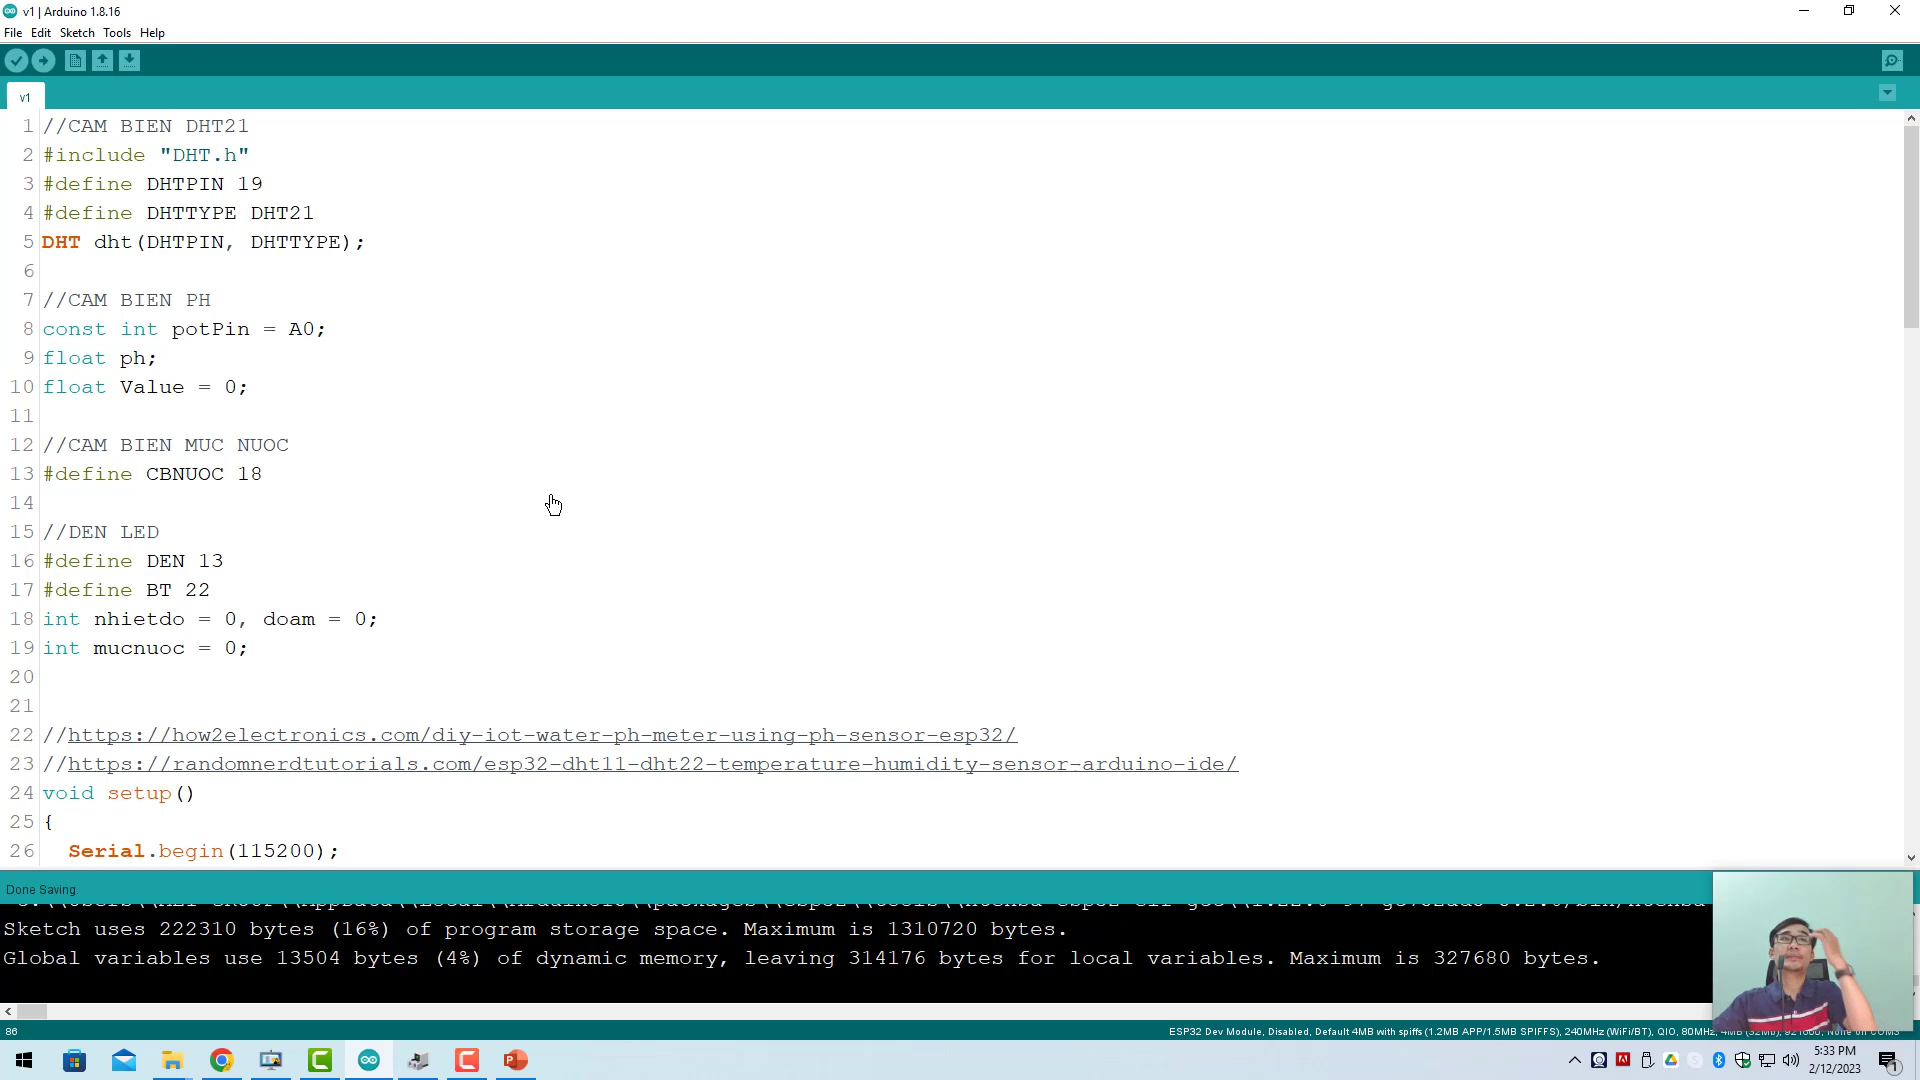 v1 | Arduino 1.8.16
File Edit Sketch Tools Help
v1
1 //CAM BIEN DHT21
2 #include "DHT.h"
3 #define DHTPIN 19
4 #define DHTTYPE DHT21
5 DHT dht(DHTPIN, DHTTYPE);
6
7 //CAM BIEN PH
8 const int potPin = A0;
9 float ph;
10 float Value = 0;
11
12 //CAM BIEN MUC NUOC
13 #define CBNUOC 18
14
15 //DEN LED
16 #define DEN 13
17 #define BT 22
18 int nhietdo = 0, doam = 0;
19 int mucnuoc = 0;
20
21
22 //https://how2electronics.com/diy-iot-water-ph-meter-using-ph-sensor-esp32/
23 //https://randomnerdtutorials.com/esp32-dht11-dht22-temperature-humidity-sensor-arduino-ide/
24 void setup()
25 {
26 Serial.begin(115200);
Done Saving.
Sketch uses 222310 bytes (16%) of program storage space. Maximum is 1310720 bytes.
Global variables use 13504 bytes (4%) of dynamic memory, leaving 314176 bytes for local variables. Maximum is 327680 bytes.
86
ESP32 Dev Module, Disabled, Default 4MB with spiffs (1.2MB APP/1.5MB SPIFFS), 240MHz (WiFi/BT), QIO, 80MHz,
5:33 PM
2/12/2023